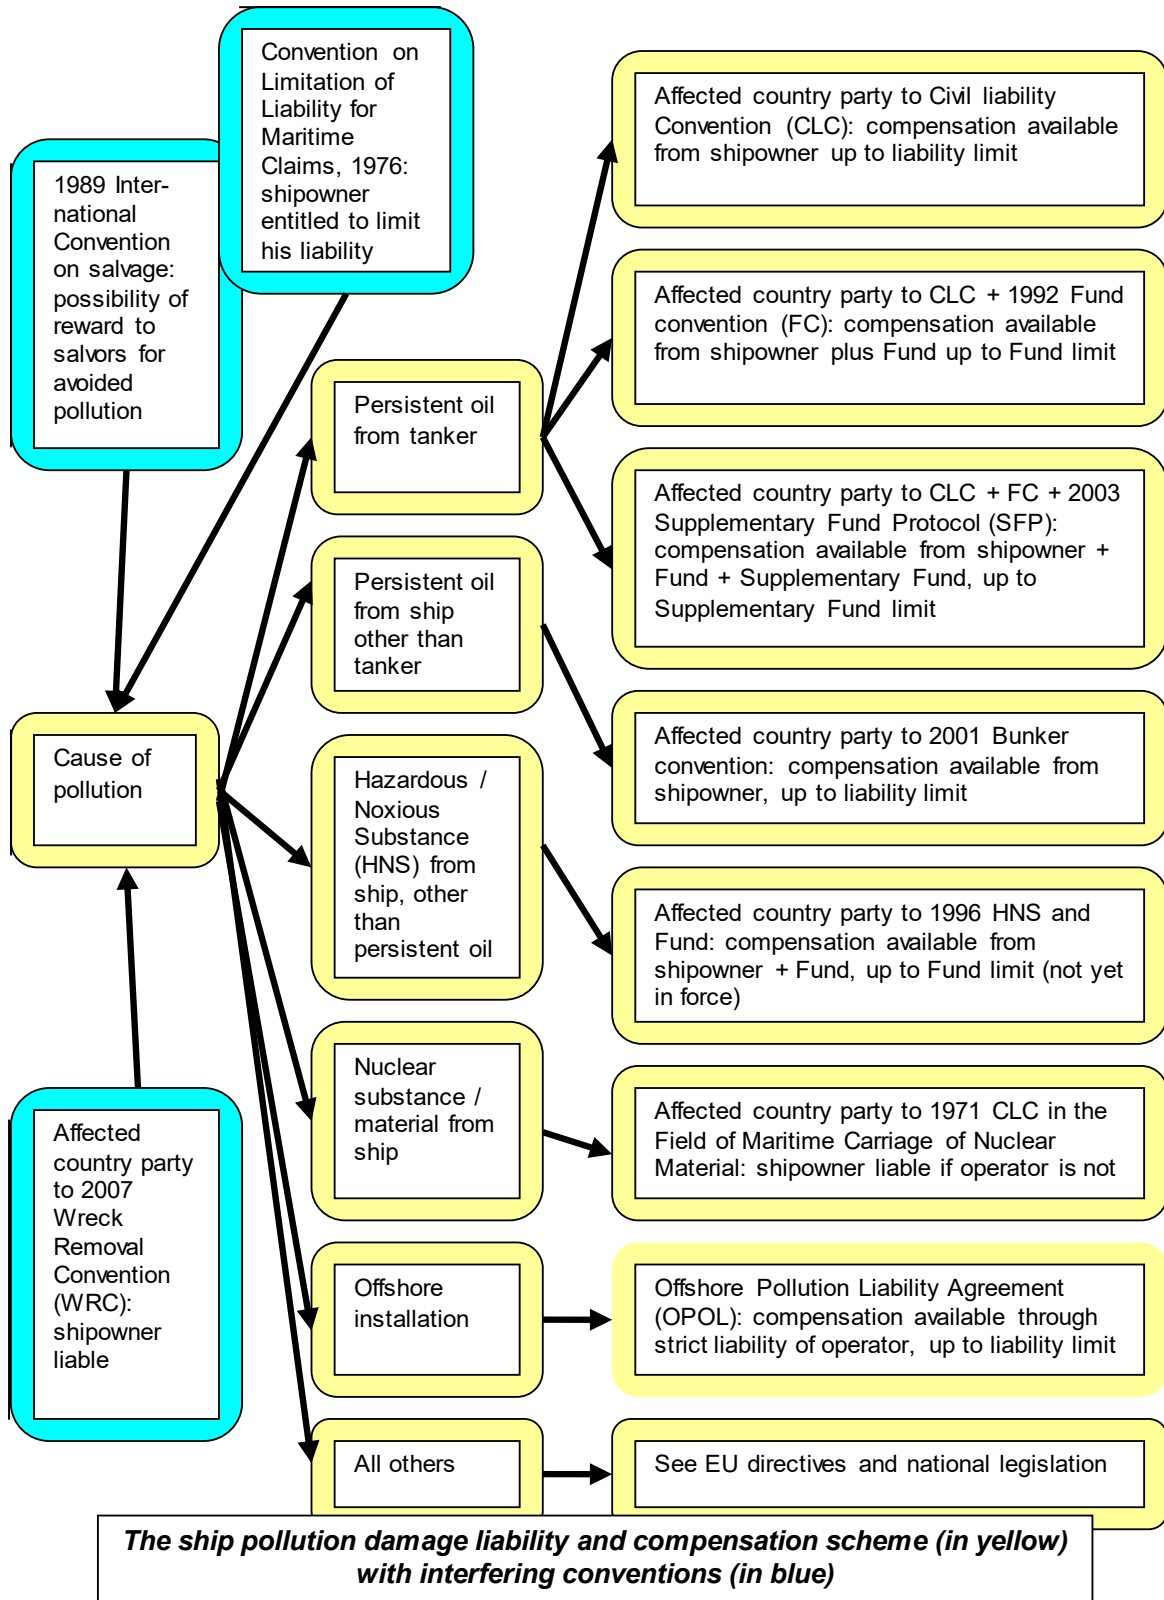 Convention on
Limitation of
Liability for
Maritime
Claims, 1976:
shipowner
entitled to limit
his liability
1989 Inter-
national
Convention
on salvage:
possibility of
reward to
salvors for
avoided
pollution
Cause of
pollution
Affected
country party
to 2007
Wreck
Removal
Convention
(WRC):
shipowner
liable
Persistent oil
from tanker
Persistent oil
from ship
other than
tanker
Hazardous /
Noxious
Substance
(HNS) from
ship, other
than
persistent oil
Nuclear
substance /
material from
ship
Offshore
installation
All others
Affected country party to Civil liability
Convention (CLC): compensation available
from shipowner up to liability limit
Affected country party to CLC + 1992 Fund
convention (FC): compensation available
from shipowner plus Fund up to Fund limit
Affected country party to CLC + FC + 2003
Supplementary Fund Protocol (SFP):
compensation available from shipowner +
Fund + Supplementary Fund, up to
Supplementary Fund limit
Affected country party to 2001 Bunker
convention: compensation available from
shipowner, up to liability limit
Affected country party to 1996 HNS and
Fund: compensation available from
shipowner + Fund, up to Fund limit (not yet
in force)
Affected country party to 1971 CLC in the
Field of Maritime Carriage of Nuclear
Material: shipowner liable if operator is not
Offshore Pollution Liability Agreement
(OPOL): compensation available through
strict liability of operator, up to liability limit
See EU directives and national legislation
The ship pollution damage liability and compensation scheme (in yellow)
with interfering conventions (in blue)